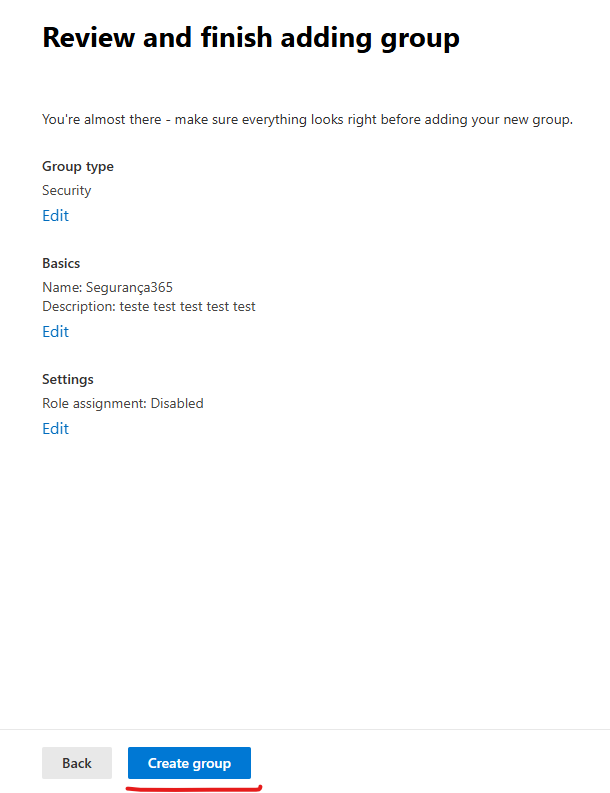 Review and finish adding group
You're almost there - make sure everything looks right before adding your new group.
Group type
Security
Edit
Basics
Name: Segurança365
Description: teste test test test test
Edit
Settings
Role assignment: Disabled
Edit
Back
Create group